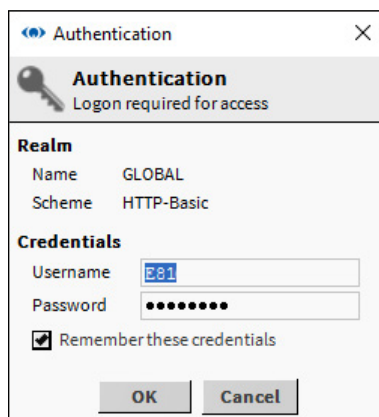 Authentication
Authentication
Logon required for access
Realm
Name GLOBAL
Scheme HTTP-Basic
Credentials
Username E81
Password ••••••••
Remember these credentials
OK Cancel